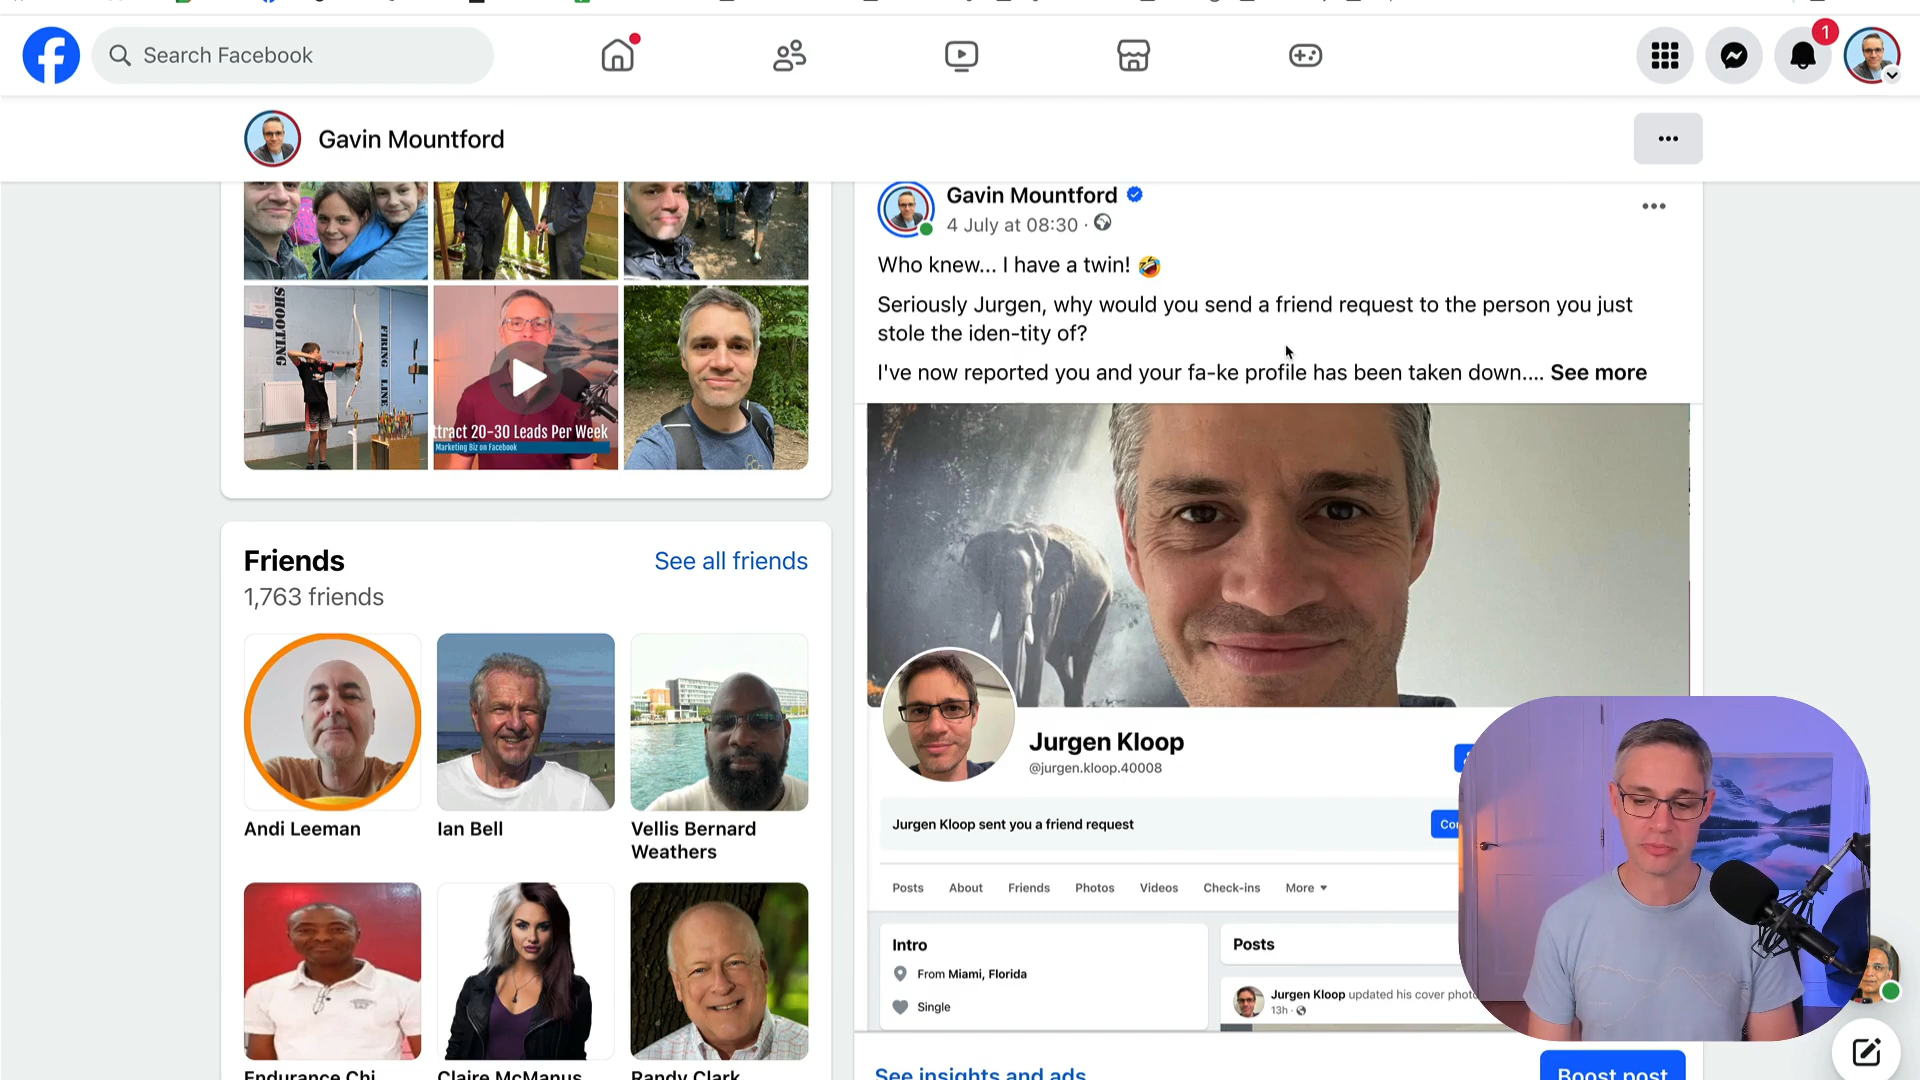 Search Facebook
1
Gavin Mountford
SHOOTING
FIRING LINE
ttract 20-30 Leads Per Week
Marketing Biz on Facebook
Friends
See all friends
1,763 friends
Andi Leeman
Ian Bell
Vellis Bernard
Weathers
Endurance Chi
Claire McManus
Randy Clark
Gavin Mountford
4 July at 08:30 ·
Who knew... I have a twin! 🤣
Seriously Jurgen, why would you send a friend request to the person you just
stole the iden-tity of?
I've now reported you and your fa-ke profile has been taken down.... See more
Jurgen Kloop
@jurgen.kloop.40008
Jurgen Kloop sent you a friend request
Con
Posts About Friends Photos Videos Check-ins More
Intro
From Miami, Florida
Single
Posts
Jurgen Kloop updated his cover photo
13h ·
See insights and ads
Boost post